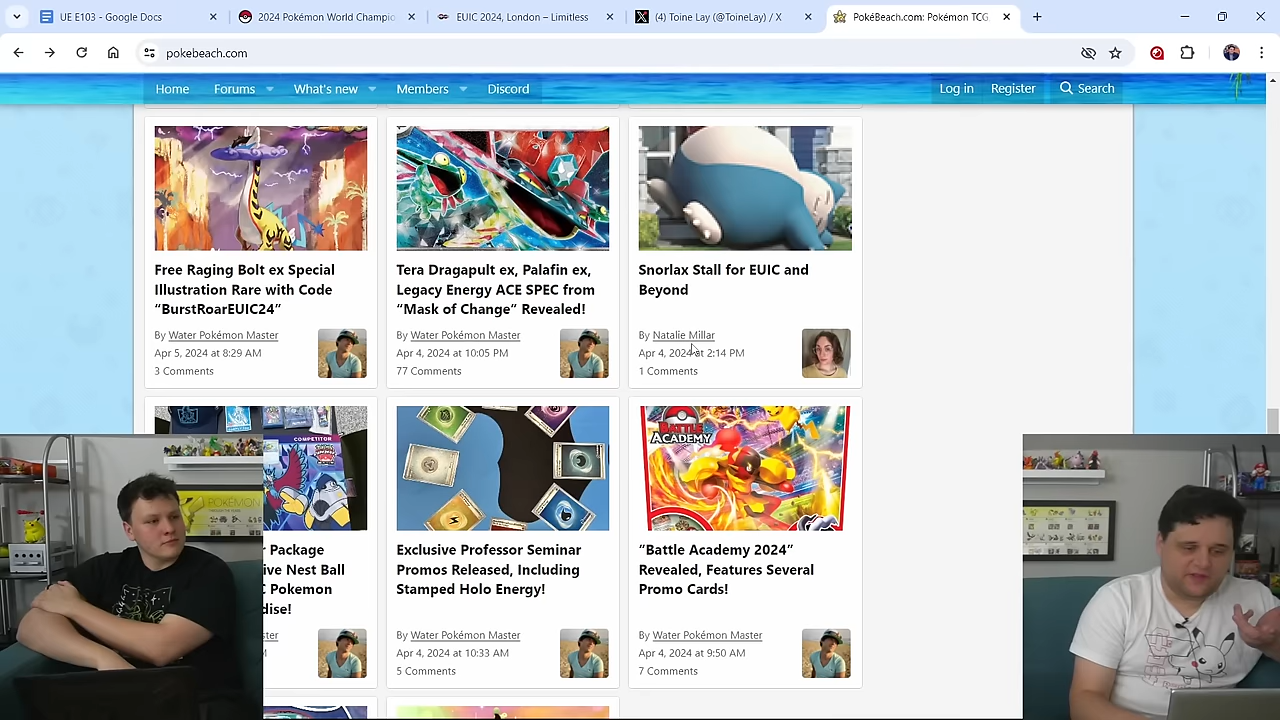 UE E103 - Google Docs
2024 Pokémon World Champio
EUIC 2024, London – Limitless
(4) Toine Lay (@ToineLay) / X
PokéBeach.com: Pokémon TCG
pokebeach.com
Home
Forums
What's new
Members
Discord
Log in
Register
Search
Free Raging Bolt ex Special
Illustration Rare with Code
“BurstRoarEUIC24”
By Water Pokémon Master
Apr 5, 2024 at 8:29 AM
3 Comments
Tera Dragapult ex, Palafin ex,
Legacy Energy ACE SPEC from
“Mask of Change” Revealed!
By Water Pokémon Master
Apr 4, 2024 at 10:05 PM
77 Comments
Snorlax Stall for EUIC and
Beyond
By Natalie Millar
Apr 4, 2024 at 2:14 PM
1 Comments
COMPETITOR
r Package
ive Nest Ball
C Pokemon
dise!
ster
Exclusive Professor Seminar
Promos Released, Including
Stamped Holo Energy!
By Water Pokémon Master
Apr 4, 2024 at 10:33 AM
5 Comments
BATTLE
ACADEMY
“Battle Academy 2024”
Revealed, Features Several
Promo Cards!
By Water Pokémon Master
Apr 4, 2024 at 9:50 AM
7 Comments
POKÉMON